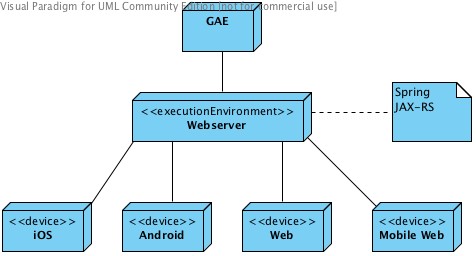 Visual Paradigm for UML Community Edition [not for commercial use]
GAE
<<executionEnvironment>>
Webserver
Spring
JAX-RS
<<device>>
iOS
<<device>>
Android
<<device>>
Web
<<device>>
Mobile Web